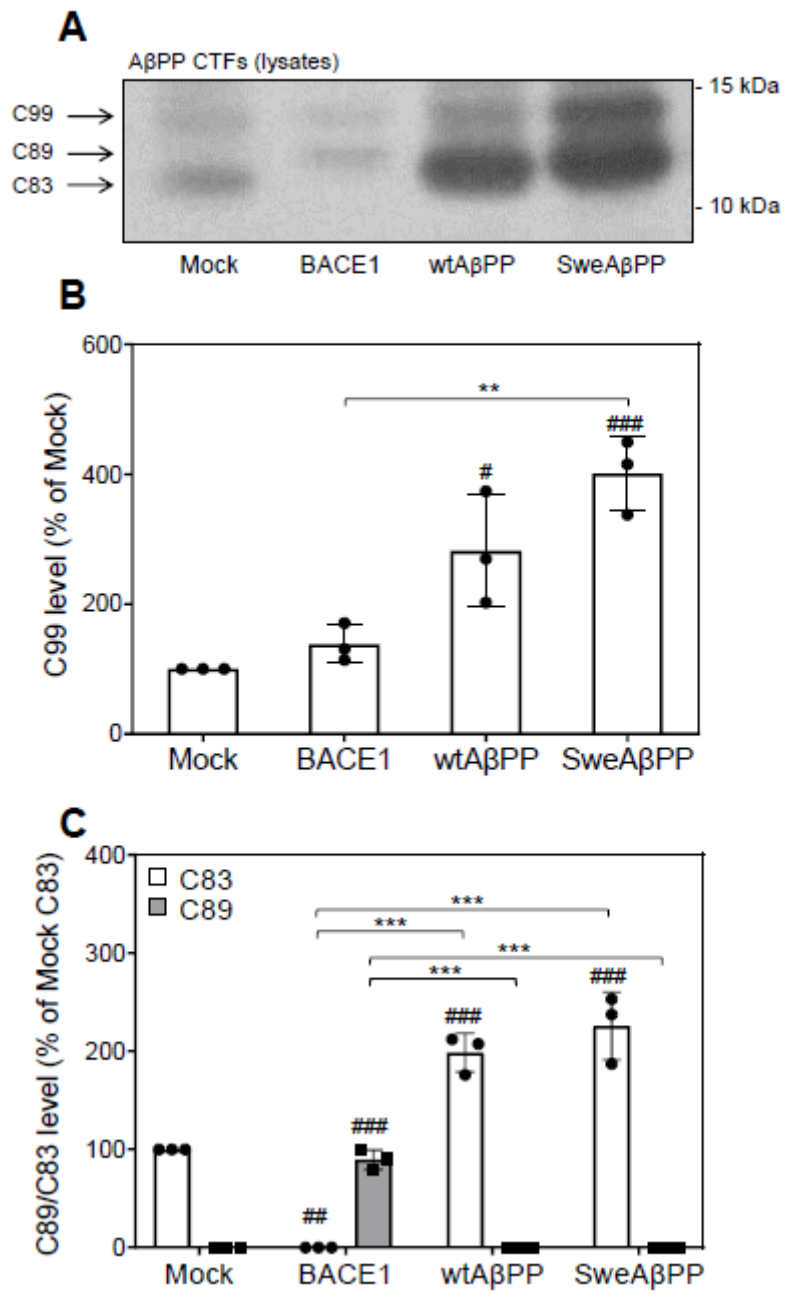 A
AβPP CTFs (lysates)
C99
C89
C83
- 15 kDa
- 10 kDa
Mock BACE1 wtAβPP SweAβPP
B
C99 level (% of Mock)
600
400
200
0
**
#
###
Mock BACE1 wtAβPP SweAβPP
C
C89/C83 level (% of Mock C83)
400
300
200
100
0
C83
C89
***
***
***
***
###
###
###
##
Mock BACE1 wtAβPP SweAβPP